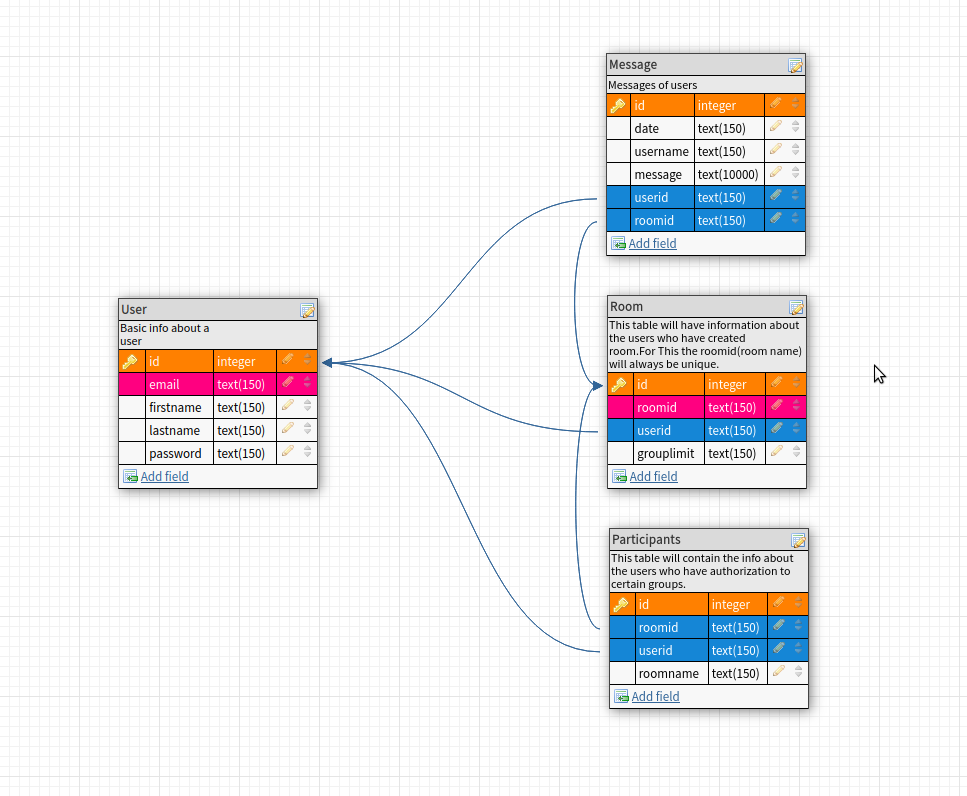 Message
Messages of users
id integer
date text(150)
username text(150)
message text(10000)
userid text(150)
roomid text(150)
Add field
User
Basic info about a
user
id integer
email text(150)
firstname text(150)
lastname text(150)
password text(150)
Add field
Room
This table will have information about
the users who have created
room.For This the roomid(room name)
will always be unique.
id integer
roomid text(150)
userid text(150)
grouplimit text(150)
Add field
Participants
This table will contain the info about
the users who have authorization to
certain groups.
id integer
roomid text(150)
userid text(150)
roomname text(150)
Add field